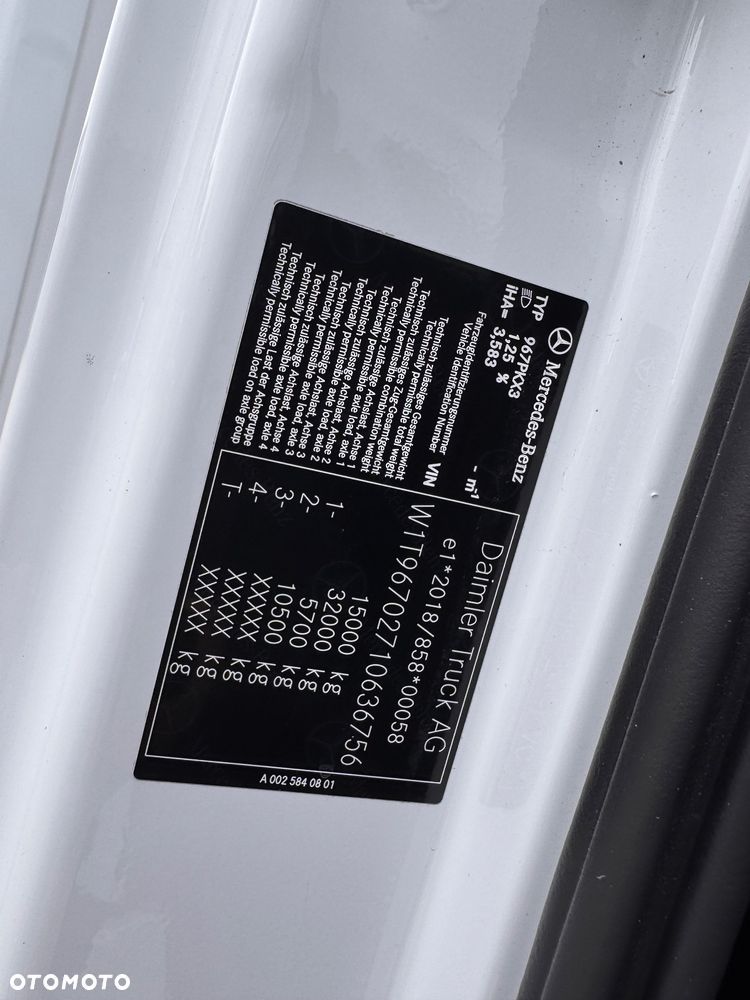 Mercedes-Benz
TYP 967PKX3
1,25 %
iHA= 3,583 - m⁻¹
Daimler Truck AG
e1*2018/858*00058
Fahrzeugidentifizierungsnummer
Vehicle Identification Number VIN W1T96702710636756
Technisch zulässiges Gesamtgewicht
Technically permissible total weight 15000 kg
Technisch zulässiges Zug-Gesamtgewicht
Technically permissible combination weight 32000 kg
Technisch zulässige Achslast, Achse 1
Technically permissible axle load, axle 1 1- 5700 kg
Technisch zulässige Achslast, Achse 2
Technically permissible axle load, axle 2 2- 10500 kg
Technisch zulässige Achslast, Achse 3
Technically permissible axle load, axle 3 3- XXXXX kg
Technisch zulässige Achslast, Achse 4
Technically permissible axle load, axle 4 4- XXXXX kg
Technisch zulässige Last der Achsgruppe
Technically permissible load on axle group T- XXXXX kg
A 002 584 08 01
OTOMOTO